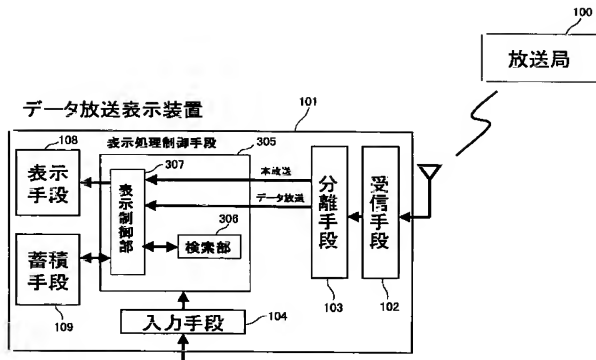 100
放送局
データ放送表示装置
101
108
表示処理制御手段
305
表示
手段
307
表示制御部
本放送
データ放送
306
検索部
分離手段
受信手段
蓄積
手段
109
103
102
入力手段
104